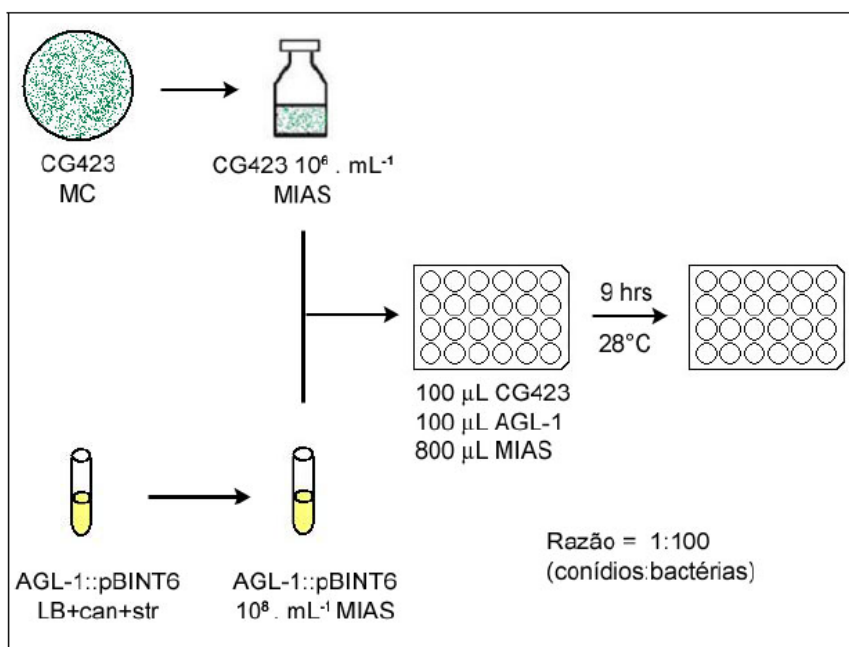 CG423
MC
CG423 10⁶ . mL⁻¹
MIAS
9 hrs
28°C
100 µL CG423
100 µL AGL-1
800 µL MIAS
AGL-1::pBINT6
LB+can+str
AGL-1::pBINT6
10⁸ . mL⁻¹ MIAS
Razão = 1:100
(conídios:bactérias)